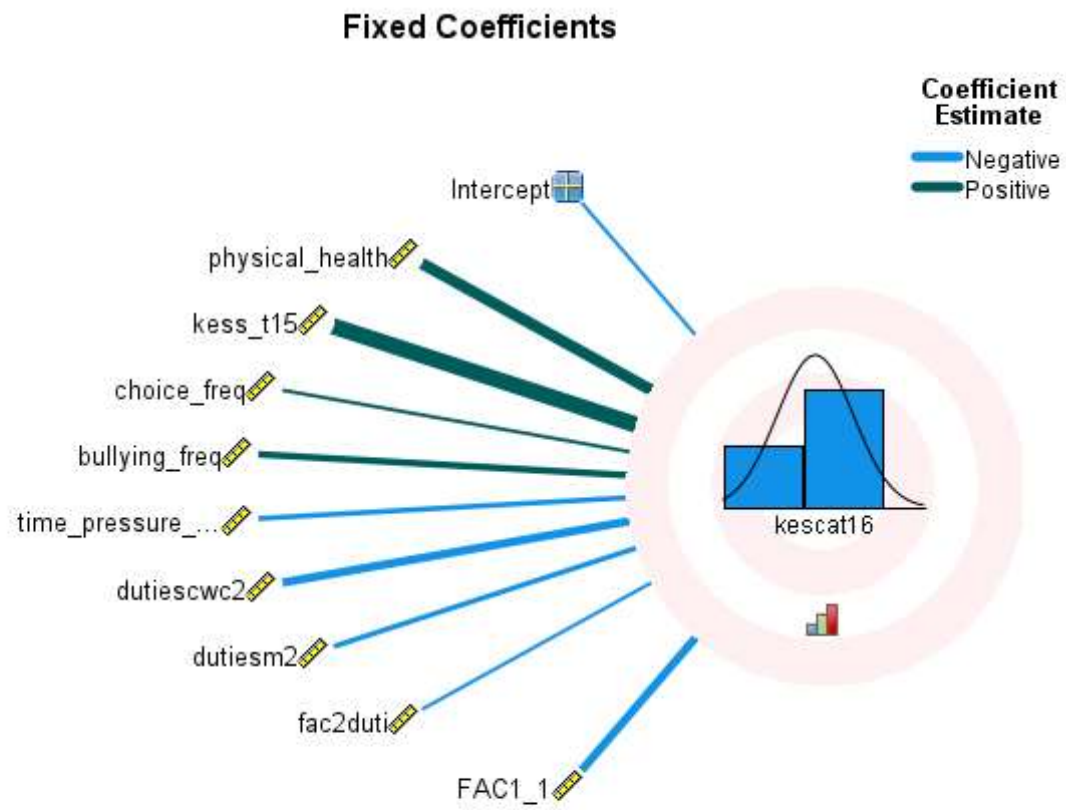 Fixed Coefficients
Coefficient
Estimate
Negative
Positive
Intercept
physical_health
kess_t15
choice_freq
bullying_freq
time_pressure_...
dutiescwc2
dutiesm2
fac2duti
FAC1_1
kescat16